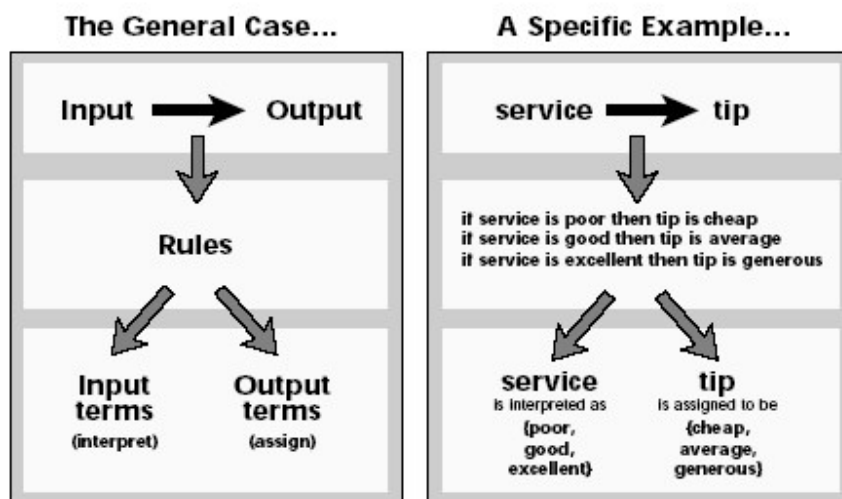 The General Case...
Input Output
Rules
Input
terms
(interpret)
Output
terms
(assign)
A Specific Example...
service tip
if service is poor then tip is cheap
if service is good then tip is average
if service is excellent then tip is generous
service
is interpreted as
{poor,
good,
excellent}
tip
is assigned to be
{cheap,
average,
generous}